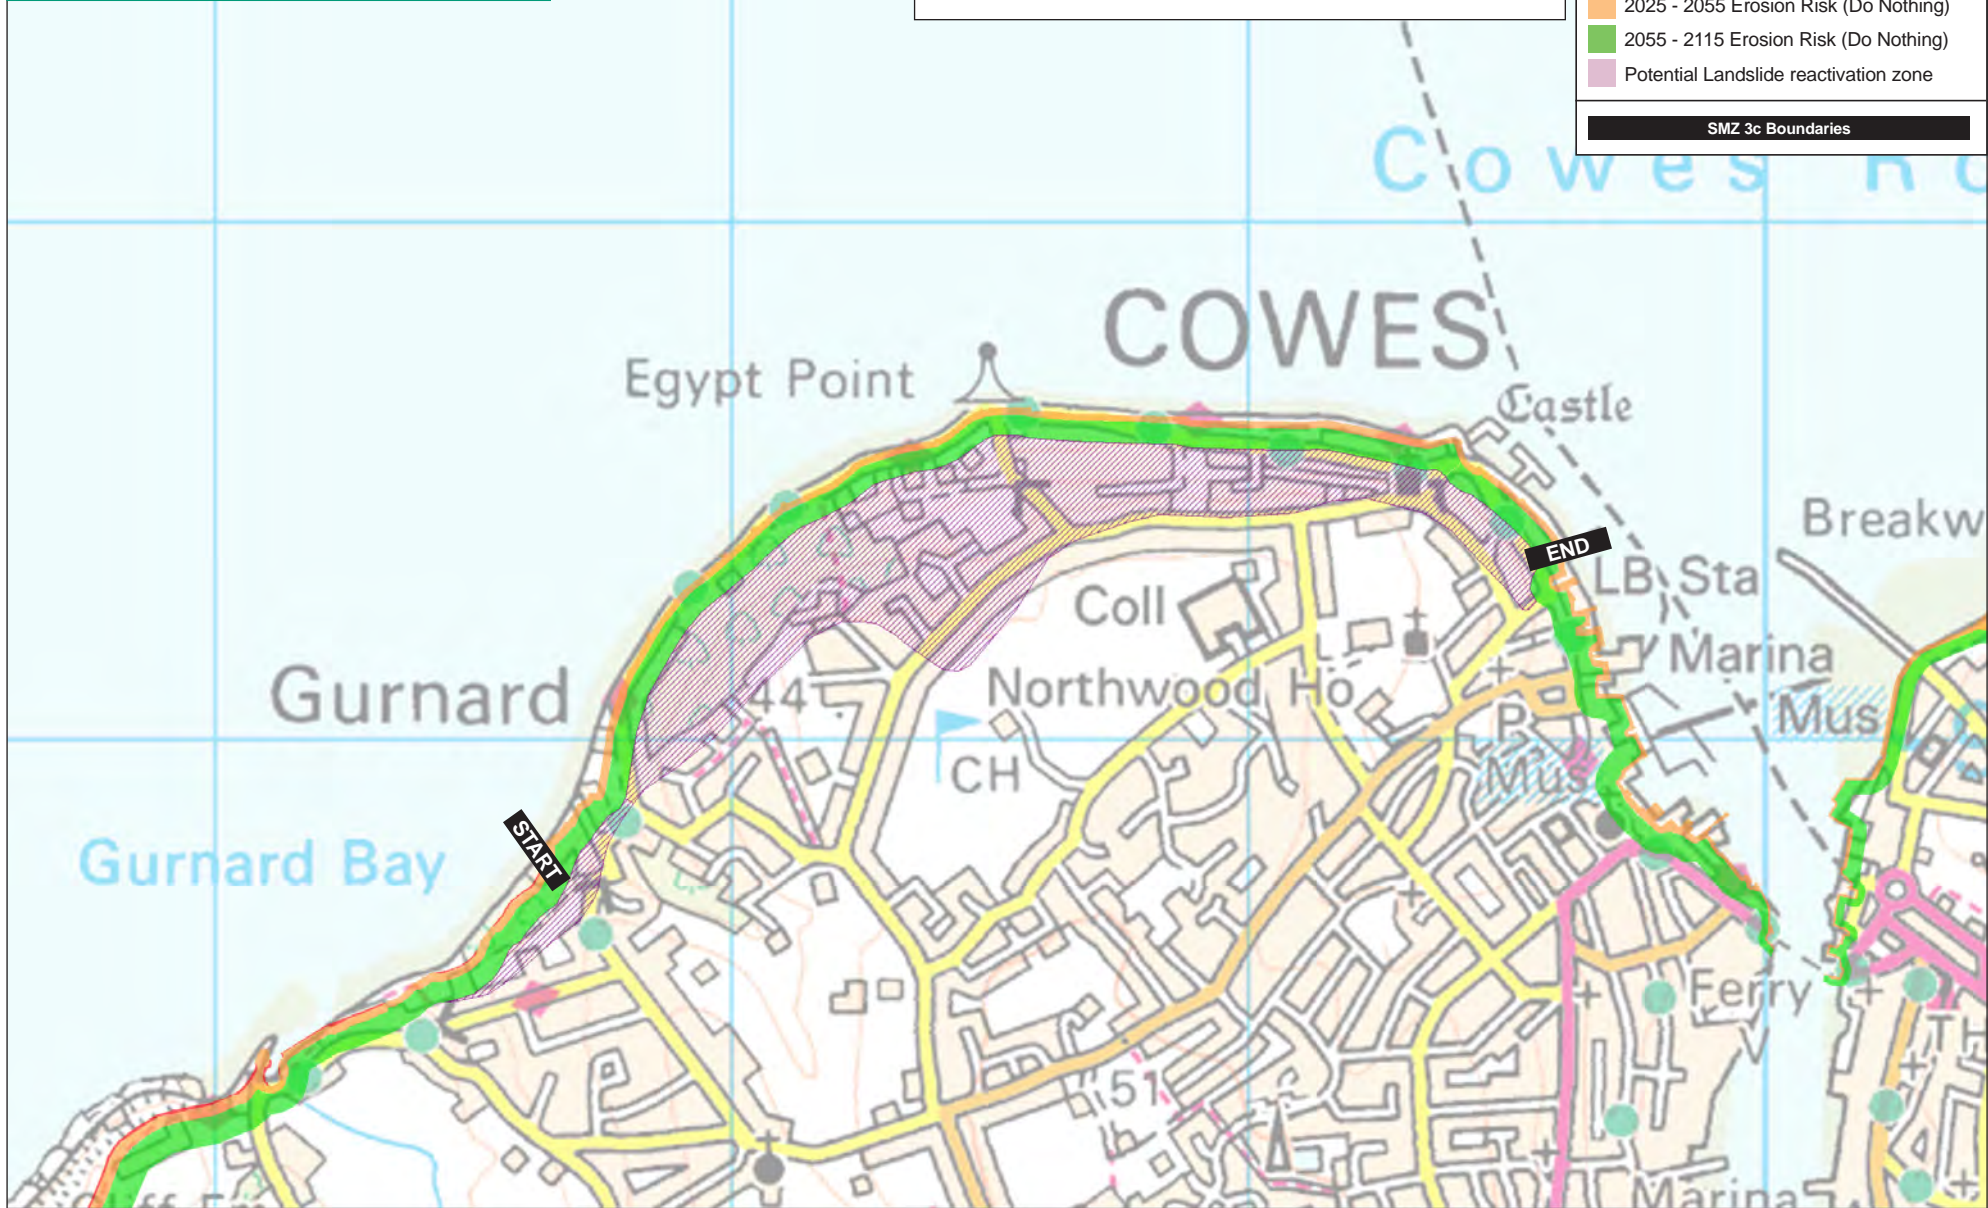 2025 - 2055 Erosion Risk (Do Nothing)
2055 - 2115 Erosion Risk (Do Nothing)
Potential Landslide reactivation zone
SMZ 3c Boundaries
Cowes
COWES
Egypt Point
Castle
Breakw
END
LB Sta
Coll
Marina
Gurnard
44
Northwood Ho
P
Mus
CH
Mus
START
Gurnard Bay
Ferry
51
Marina